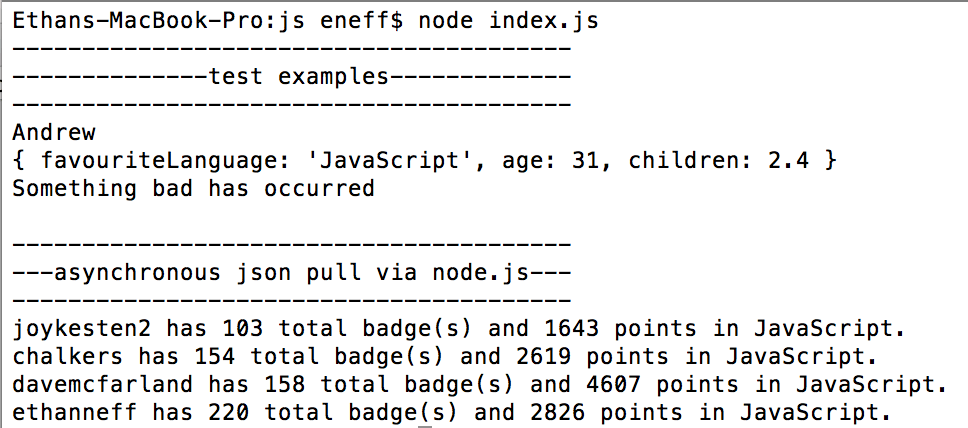 Ethans-MacBook-Pro:js eneff$ node index.js
----------------------------------------
--------------test examples-------------
----------------------------------------
Andrew
{ favouriteLanguage: 'JavaScript', age: 31, children: 2.4 }
Something bad has occurred
----------------------------------------
---asynchronous json pull via node.js---
----------------------------------------
joykesten2 has 103 total badge(s) and 1643 points in JavaScript.
chalkers has 154 total badge(s) and 2619 points in JavaScript.
davemcfarland has 158 total badge(s) and 4607 points in JavaScript.
ethanneff has 220 total badge(s) and 2826 points in JavaScript.